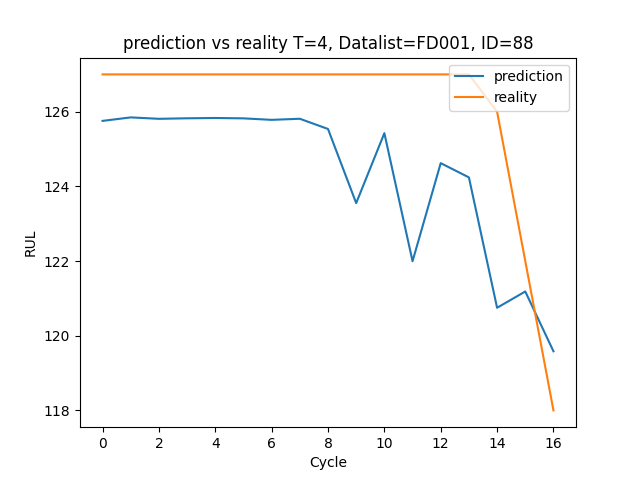 prediction vs reality T=4, Datalist=FD001, ID=88
prediction
reality
126
124
122
120
118
RUL
0 2 4 6 8 10 12 14 16
Cycle